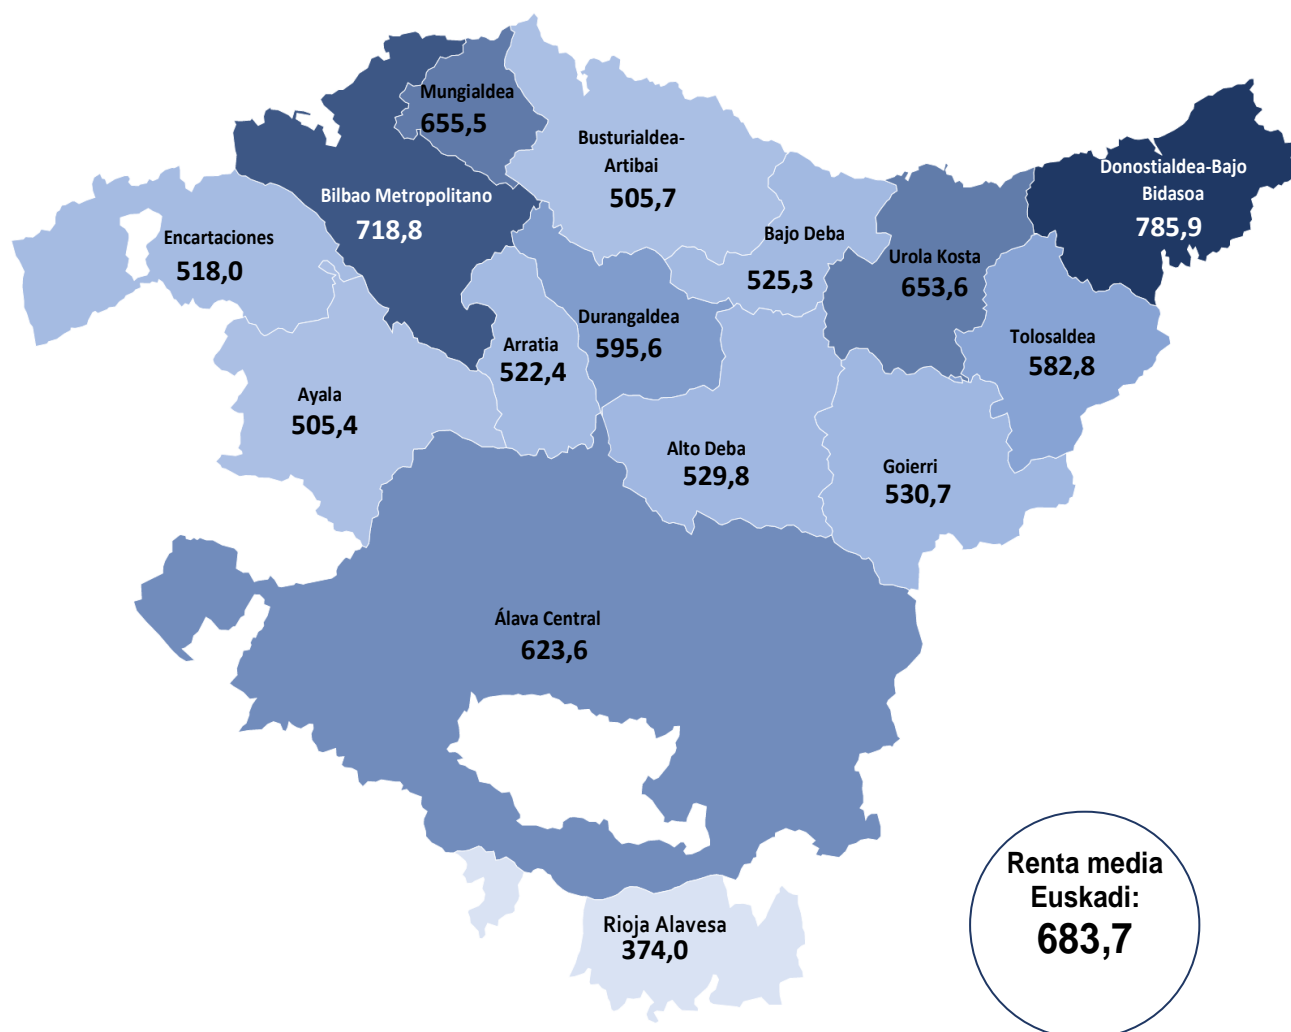 Mungialdea
655,5
Busturialdea-
Artibai
505,7
Donostialdea-Bajo
Bidasoa
785,9
Bilbao Metropolitano
718,8
Encartaciones
518,0
Bajo Deba
525,3
Urola Kosta
653,6
Durangaldea
595,6
Arratia
522,4
Tolosaldea
582,8
Ayala
505,4
Alto Deba
529,8
Goierri
530,7
Álava Central
623,6
Rioja Alavesa
374,0
Renta media
Euskadi:
683,7